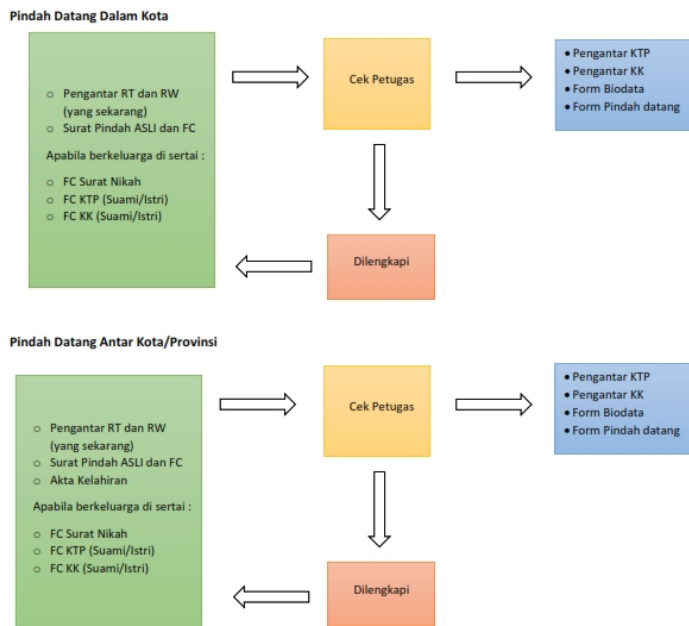 Pindah Datang Dalam Kota
Pengantar RT dan RW
(yang sekarang)
Surat Pindah ASLI dan FC
Apabila berkeluarga di sertai :
FC Surat Nikah
FC KTP (Suami/Istri)
FC KK (Suami/Istri)
Cek Petugas
Pengantar KTP
Pengantar KK
Form Biodata
Form Pindah datang
Dilengkapi
Pindah Datang Antar Kota/Provinsi
Pengantar RT dan RW
(yang sekarang)
Surat Pindah ASLI dan FC
Akta Kelahiran
Apabila berkeluarga di sertai :
FC Surat Nikah
FC KTP (Suami/Istri)
FC KK (Suami/Istri)
Cek Petugas
Pengantar KTP
Pengantar KK
Form Biodata
Form Pindah datang
Dilengkapi